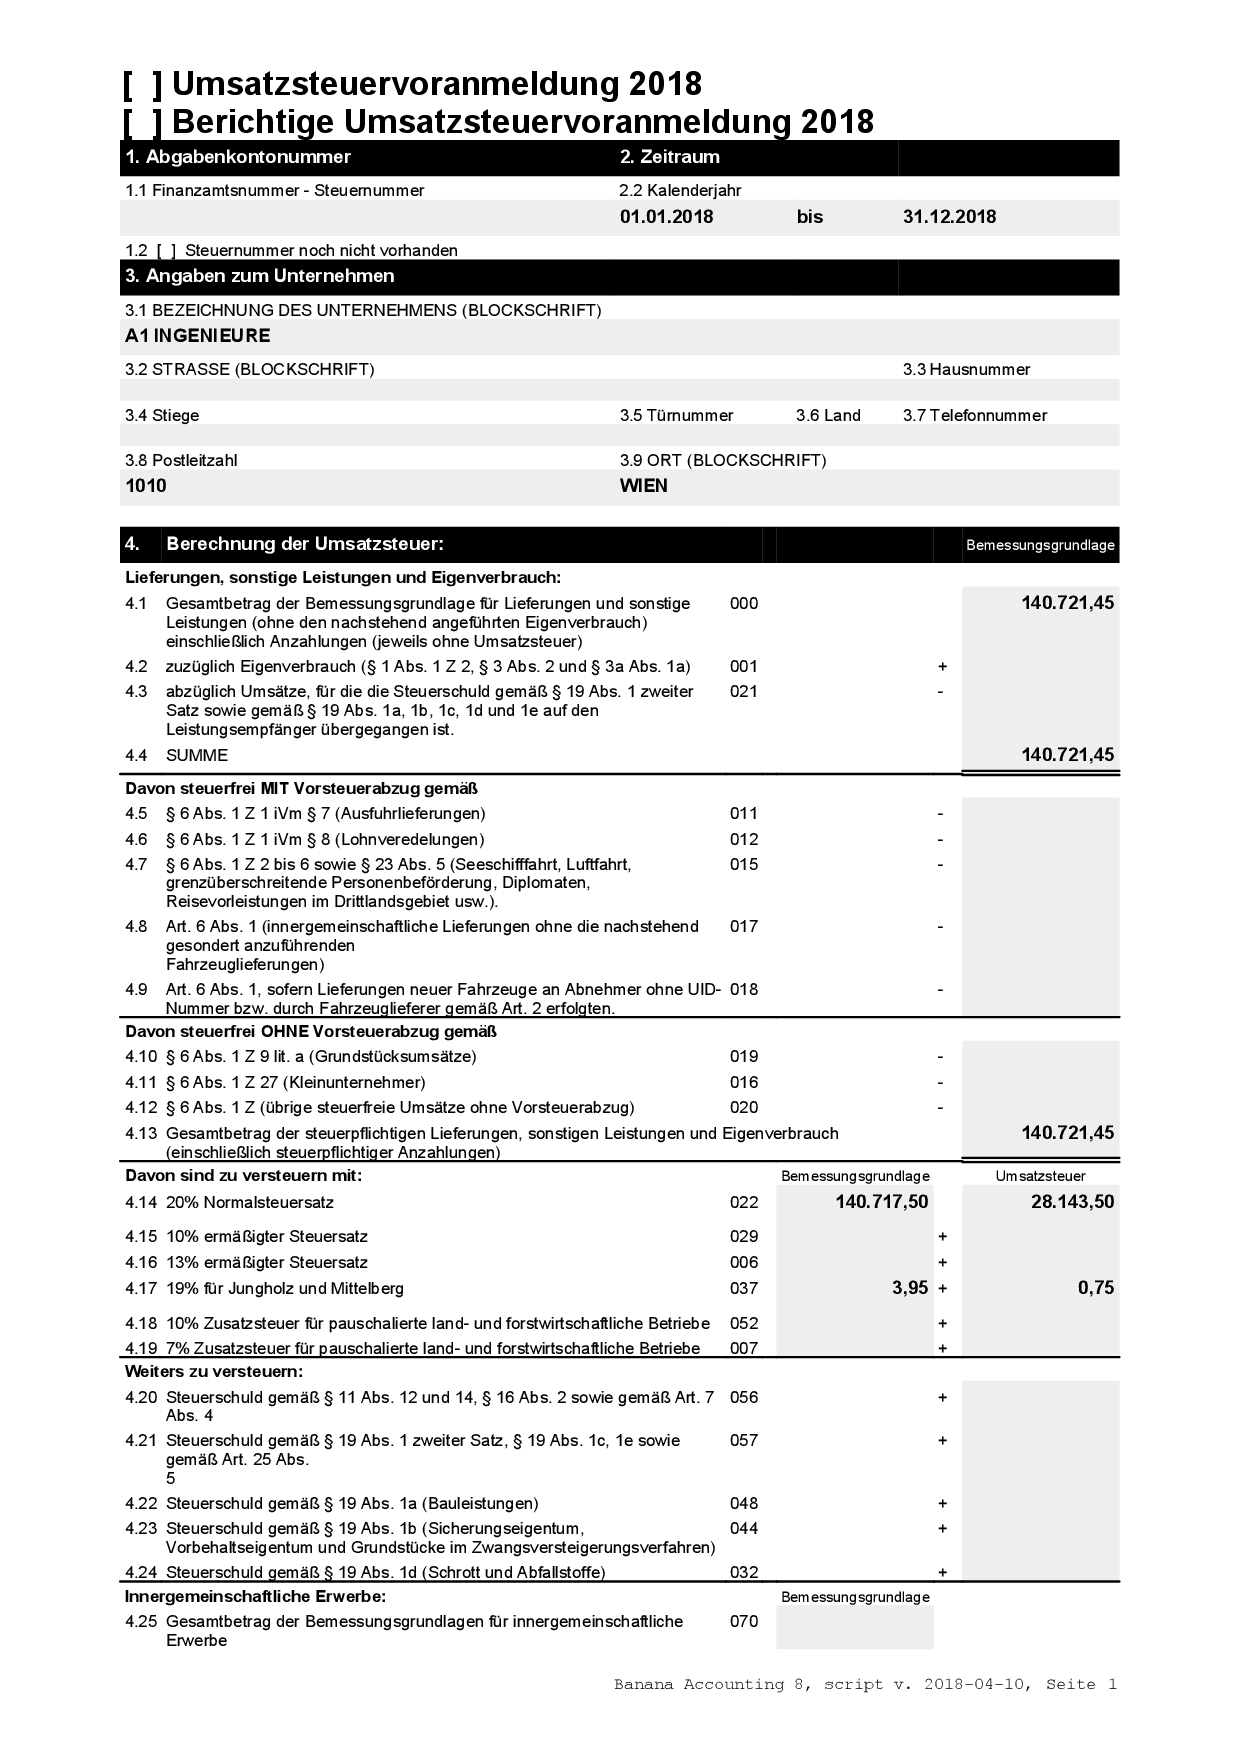 [ ] Umsatzsteuervoranmeldung 2018
[ ] Berichtige Umsatzsteuervoranmeldung 2018
1. Abgabenkontonummer 2. Zeitraum
1.1 Finanzamtsnummer - Steuernummer 2.2 Kalenderjahr
01.01.2018 bis 31.12.2018
1.2 [ ] Steuernummer noch nicht vorhanden
3. Angaben zum Unternehmen
3.1 BEZEICHNUNG DES UNTERNEHMENS (BLOCKSCHRIFT)
A1 INGENIEURE
3.2 STRASSE (BLOCKSCHRIFT) 3.3 Hausnummer
3.4 Stiege 3.5 Türnummer 3.6 Land 3.7 Telefonnummer
3.8 Postleitzahl 3.9 ORT (BLOCKSCHRIFT)
1010 WIEN
4. Berechnung der Umsatzsteuer: Bemessungsgrundlage
Lieferungen, sonstige Leistungen und Eigenverbrauch:
4.1 Gesamtbetrag der Bemessungsgrundlage für Lieferungen und sonstige 000 140.721,45
Leistungen (ohne den nachstehend angeführten Eigenverbrauch)
einschließlich Anzahlungen (jeweils ohne Umsatzsteuer)
4.2 zuzüglich Eigenverbrauch (§ 1 Abs. 1 Z 2, § 3 Abs. 2 und § 3a Abs. 1a) 001 +
4.3 abzüglich Umsätze, für die die Steuerschuld gemäß § 19 Abs. 1 zweiter 021 -
Satz sowie gemäß § 19 Abs. 1a, 1b, 1c, 1d und 1e auf den
Leistungsempfänger übergegangen ist.
4.4 SUMME 140.721,45
Davon steuerfrei MIT Vorsteuerabzug gemäß
4.5 § 6 Abs. 1 Z 1 iVm § 7 (Ausfuhrlieferungen) 011 -
4.6 § 6 Abs. 1 Z 1 iVm § 8 (Lohnveredelungen) 012 -
4.7 § 6 Abs. 1 Z 2 bis 6 sowie § 23 Abs. 5 (Seeschifffahrt, Luftfahrt, 015 -
grenzüberschreitende Personenbeförderung, Diplomaten,
Reisevorleistungen im Drittlandsgebiet usw.).
4.8 Art. 6 Abs. 1 (innergemeinschaftliche Lieferungen ohne die nachstehend 017 -
gesondert anzuführenden
Fahrzeuglieferungen)
4.9 Art. 6 Abs. 1, sofern Lieferungen neuer Fahrzeuge an Abnehmer ohne UID- 018 -
Nummer bzw. durch Fahrzeuglieferer gemäß Art. 2 erfolgten.
Davon steuerfrei OHNE Vorsteuerabzug gemäß
4.10 § 6 Abs. 1 Z 9 lit. a (Grundstücksumsätze) 019 -
4.11 § 6 Abs. 1 Z 27 (Kleinunternehmer) 016 -
4.12 § 6 Abs. 1 Z (übrige steuerfreie Umsätze ohne Vorsteuerabzug) 020 -
4.13 Gesamtbetrag der steuerpflichtigen Lieferungen, sonstigen Leistungen und Eigenverbrauch 140.721,45
(einschließlich steuerpflichtiger Anzahlungen)
Davon sind zu versteuern mit: Bemessungsgrundlage Umsatzsteuer
4.14 20% Normalsteuersatz 022 140.717,50 28.143,50
4.15 10% ermäßigter Steuersatz 029 +
4.16 13% ermäßigter Steuersatz 006 +
4.17 19% für Jungholz und Mittelberg 037 3,95 + 0,75
4.18 10% Zusatzsteuer für pauschalierte land- und forstwirtschaftliche Betriebe 052 +
4.19 7% Zusatzsteuer für pauschalierte land- und forstwirtschaftliche Betriebe 007 +
Weiters zu versteuern:
4.20 Steuerschuld gemäß § 11 Abs. 12 und 14, § 16 Abs. 2 sowie gemäß Art. 7 056 +
Abs. 4
4.21 Steuerschuld gemäß § 19 Abs. 1 zweiter Satz, § 19 Abs. 1c, 1e sowie 057 +
gemäß Art. 25 Abs.
5
4.22 Steuerschuld gemäß § 19 Abs. 1a (Bauleistungen) 048 +
4.23 Steuerschuld gemäß § 19 Abs. 1b (Sicherungseigentum, 044 +
Vorbehaltseigentum und Grundstücke im Zwangsversteigerungsverfahren)
4.24 Steuerschuld gemäß § 19 Abs. 1d (Schrott und Abfallstoffe) 032 +
Innergemeinschaftliche Erwerbe: Bemessungsgrundlage
4.25 Gesamtbetrag der Bemessungsgrundlagen für innergemeinschaftliche 070
Erwerbe
Banana Accounting 8, script v. 2018-04-10, Seite 1